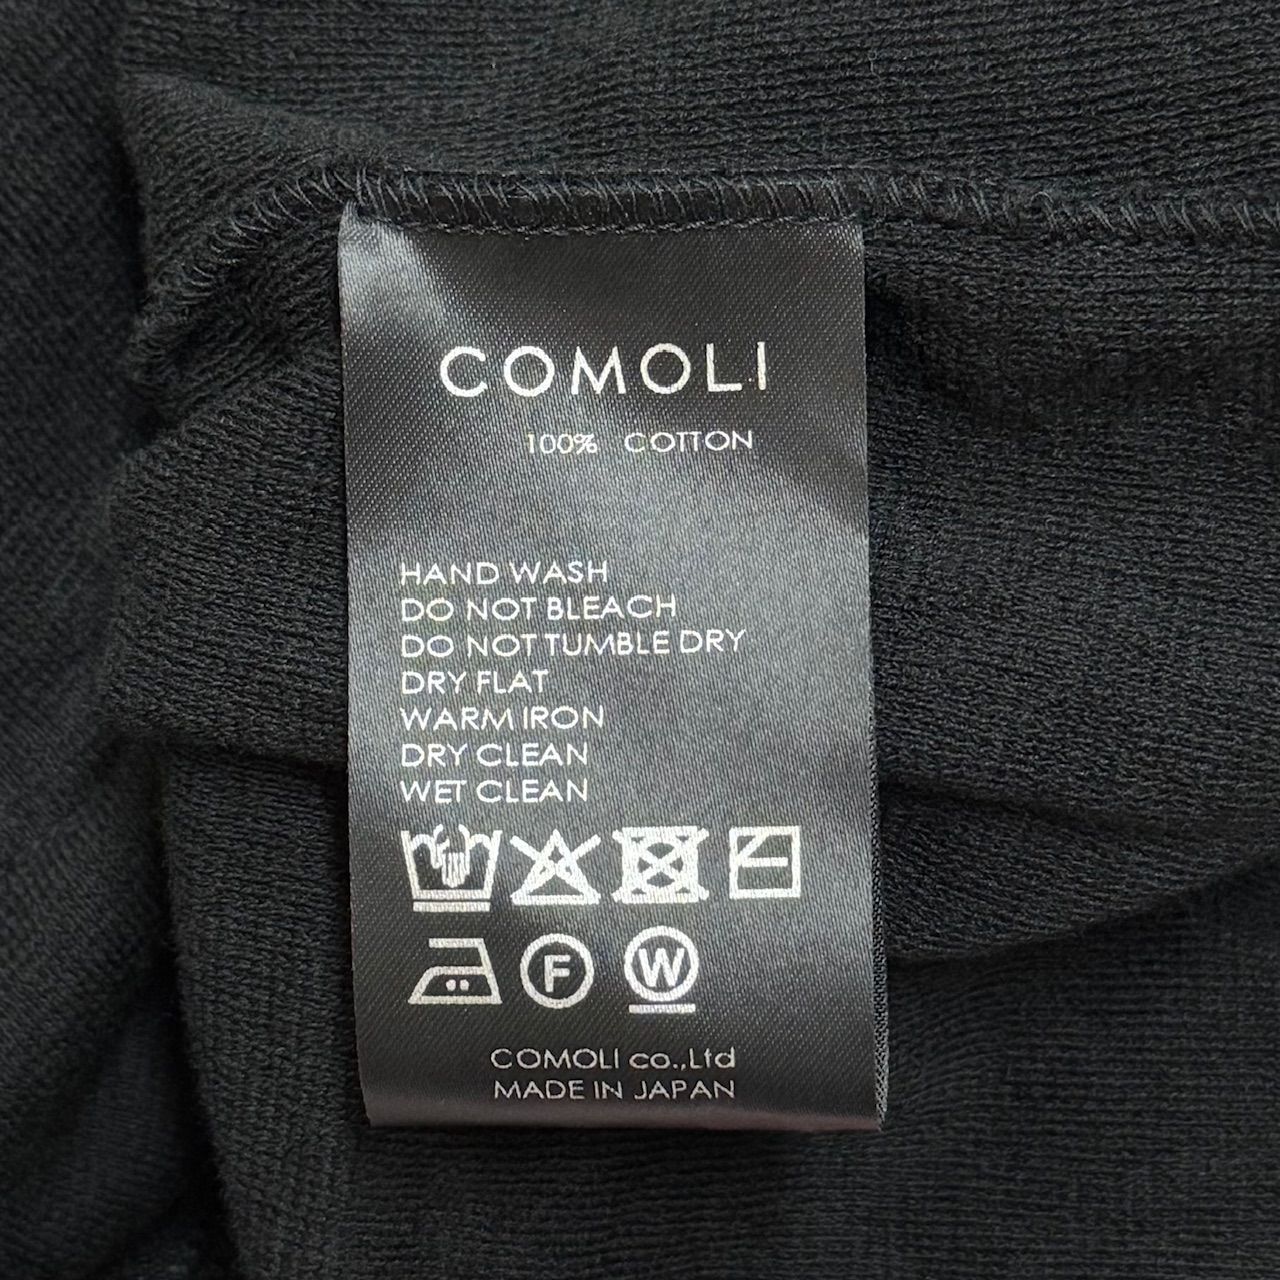 COMOLI
100% COTTON
HAND WASH
DO NOT BLEACH
DO NOT TUMBLE DRY
DRY FLAT
WARM IRON
DRY CLEAN
WET CLEAN
F W
COMOLI co.,Ltd
MADE IN JAPAN